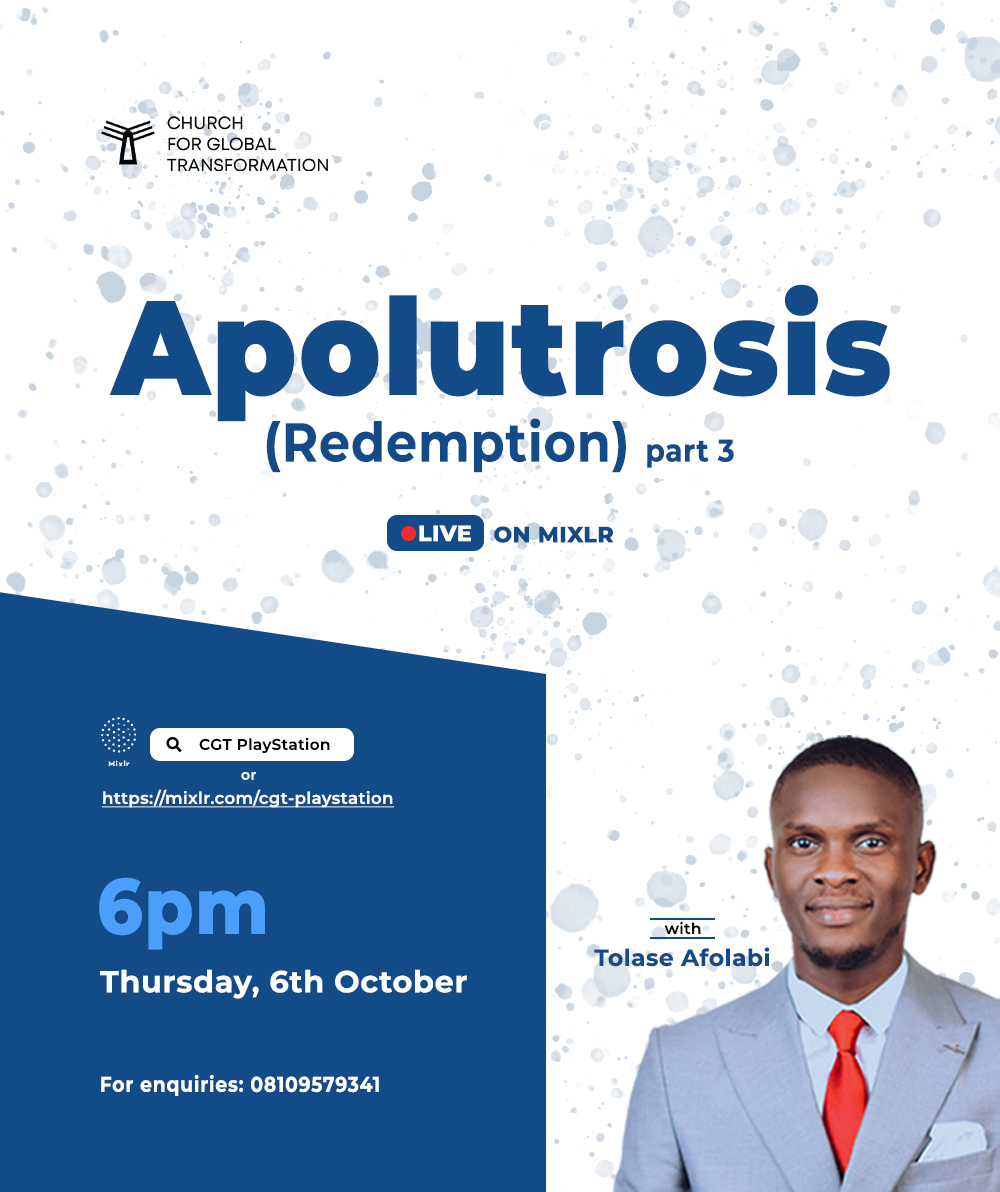 CHURCH
FOR GLOBAL
TRANSFORMATION
Apolutrosis
(Redemption) part 3
LIVE ON MIXLR
Mixlr
CGT PlayStation
or
https://mixlr.com/cgt-playstation
6pm
Thursday, 6th October
For enquiries: 08109579341
with
Tolase Afolabi